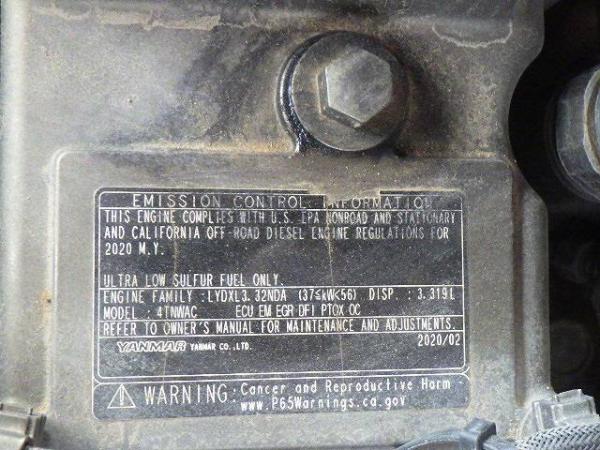 EMISSION CONTROL INFORMATION
THIS ENGINE COMPLIES WITH U.S. EPA NONROAD AND STATIONARY
AND CALIFORNIA OFF-ROAD DIESEL ENGINE REGULATIONS FOR
2020 M.Y.
ULTRA LOW SULFUR FUEL ONLY.
ENGINE FAMILY : LYDXL3.32NDA (37≤kW<56) DISP. : 3.319L
MODEL : 4TNWAC ECU EM EGR DFI PTOX OC
REFER TO OWNER'S MANUAL FOR MAINTENANCE AND ADJUSTMENTS.
YANMAR YANMAR CO.,LTD. 2020/02
WARNING: Cancer and Reproductive Harm
www.P65Warnings.ca.gov